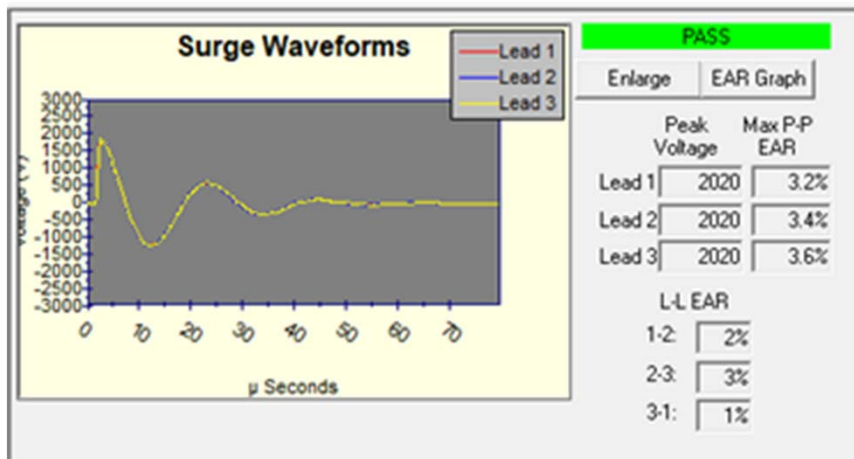 Surge Waveforms
Lead 1
Lead 2
Lead 3
Voltage (V)
3000
2500
2000
1500
1000
500
0
-500
-1000
-1500
-2000
-2500
-3000
0
10
20
30
40
50
60
70
µ Seconds
PASS
Enlarge
EAR Graph
Peak Voltage
Max P-P EAR
Lead 1 2020 3.2%
Lead 2 2020 3.4%
Lead 3 2020 3.6%
L-L EAR
1-2: 2%
2-3: 3%
3-1: 1%